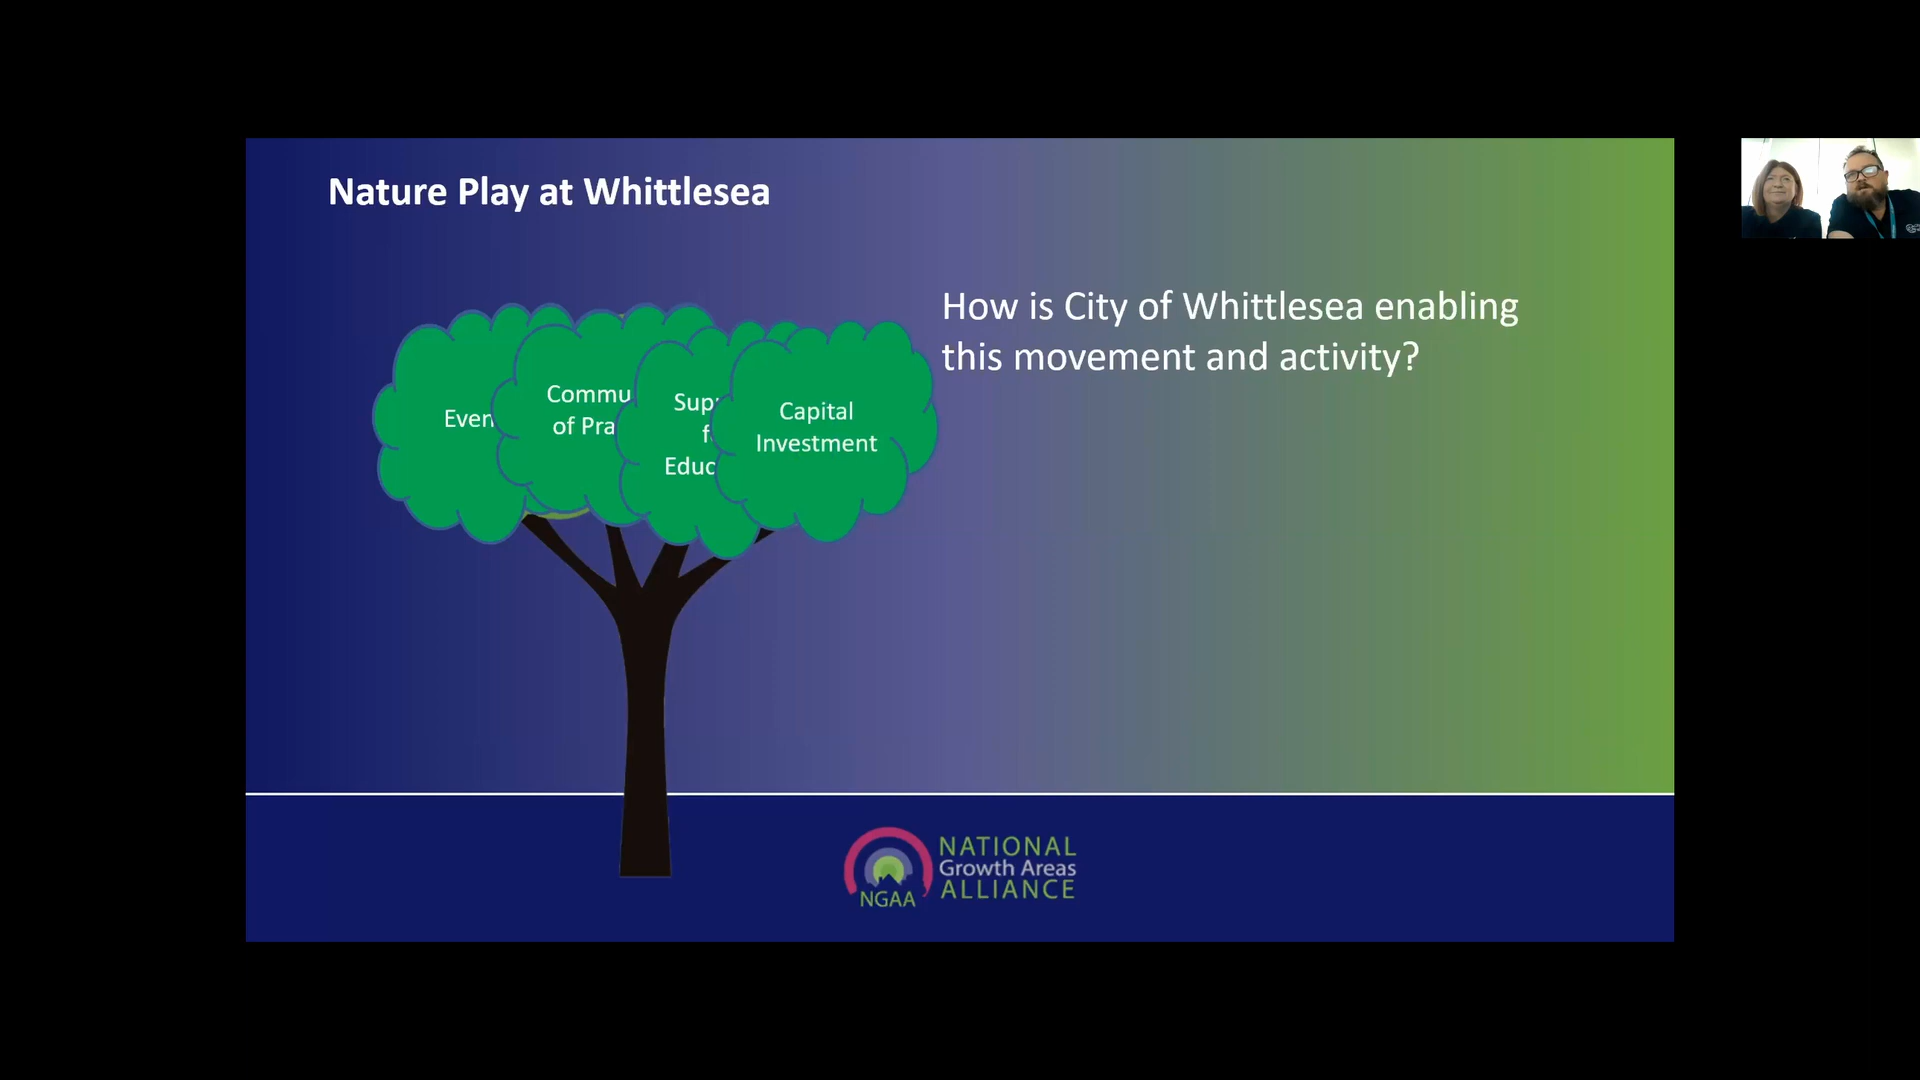 Nature Play at Whittlesea
How is City of Whittlesea enabling
this movement and activity?
Even
Commu
of Pra
Sup
f
Educ
Capital
Investment
NATIONAL
Growth Areas
ALLIANCE
NGAA